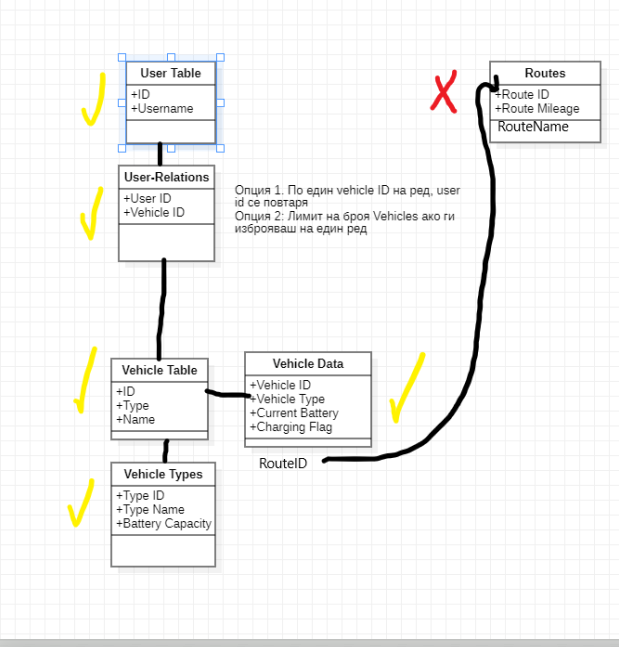 User Table
+ID
+Username
Routes
+Route ID
+Route Mileage
RouteName
User-Relations
+User ID
+Vehicle ID
Опция 1. По един vehicle ID на ред, user
id се повтаря
Опция 2: Лимит на броя Vehicles ако ги
изброяваш на един ред
Vehicle Table
+ID
+Type
+Name
Vehicle Data
+Vehicle ID
+Vehicle Type
+Current Battery
+Charging Flag
RouteID
Vehicle Types
+Type ID
+Type Name
+Battery Capacity